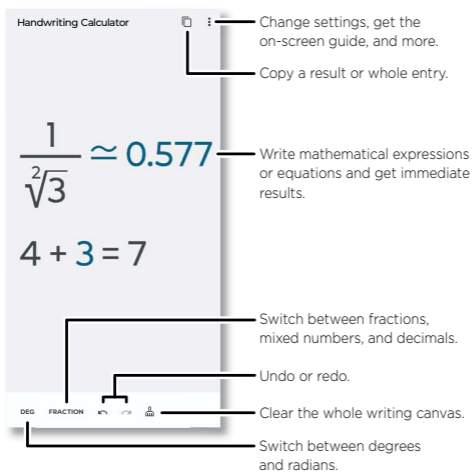 Handwriting Calculator
Change settings, get the
on-screen guide, and more.
Copy a result or whole entry.
1
2
√3
≃ 0.577
Write mathematical expressions
or equations and get immediate
results.
4 + 3 = 7
Switch between fractions,
mixed numbers, and decimals.
Undo or redo.
DEG FRACTION
Clear the whole writing canvas.
Switch between degrees
and radians.